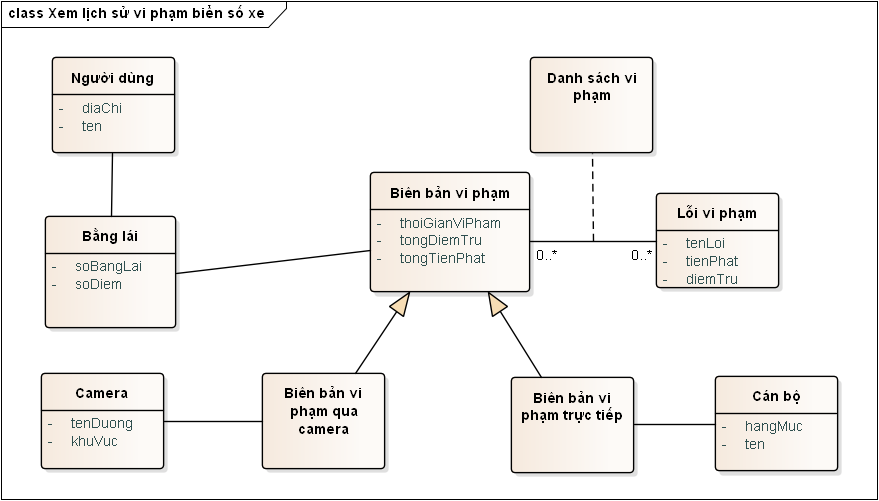 class Xem lịch sử vi phạm biển số xe
Người dùng
- diaChi
- ten
Danh sách vi
phạm
Biên bản vi phạm
- thoiGianViPham
- tongDiemTru
- tongTienPhat
Lỗi vi phạm
- tenLoi
- tienPhat
- diemTru
0..*
0..*
Bằng lái
- soBangLai
- soDiem
Camera
- tenDuong
- khuVuc
Biên bản vi
phạm qua
camera
Biên bản vi
phạm trực tiếp
Cán bộ
- hangMuc
- ten